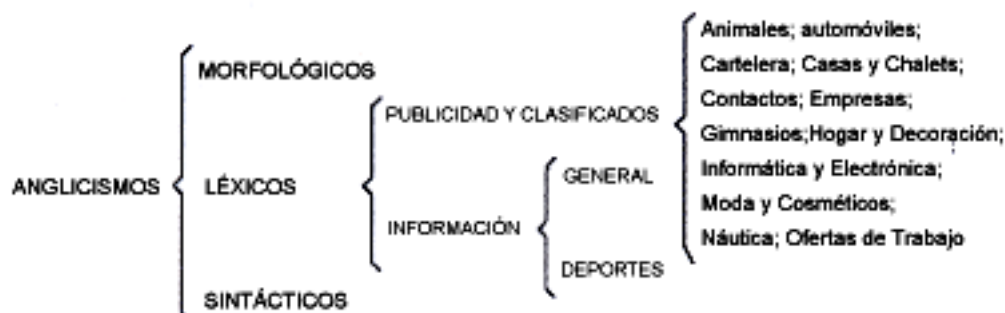 ANGLICISMOS
MORFOLÓGICOS
LÉXICOS
SINTÁCTICOS
PUBLICIDAD Y CLASIFICADOS
INFORMACIÓN
GENERAL
DEPORTES
Animales; automóviles;
Cartelera; Casas y Chalets;
Contactos; Empresas;
Gimnasios;Hogar y Decoración;
Informática y Electrónica;
Moda y Cosméticos;
Náutica; Ofertas de Trabajo